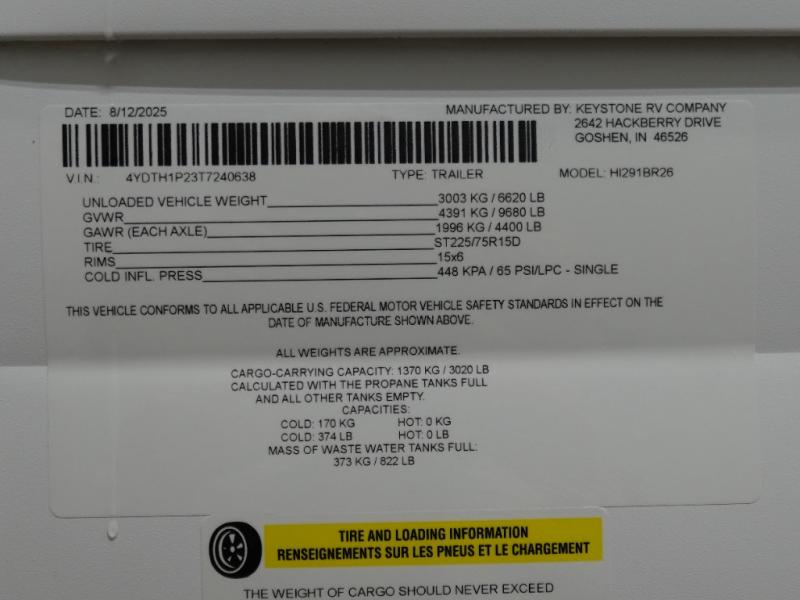 DATE: 8/12/2025
MANUFACTURED BY: KEYSTONE RV COMPANY
2642 HACKBERRY DRIVE
GOSHEN, IN 46526
V.I.N.: 4YDTH1P23T7240638 TYPE: TRAILER MODEL: HI291BR26
UNLOADED VEHICLE WEIGHT 3003 KG / 6620 LB
GVWR 4391 KG / 9680 LB
GAWR (EACH AXLE) 1996 KG / 4400 LB
TIRE ST225/75R15D
RIMS 15x6
COLD INFL. PRESS 448 KPA / 65 PSI/LPC - SINGLE
THIS VEHICLE CONFORMS TO ALL APPLICABLE U.S. FEDERAL MOTOR VEHICLE SAFETY STANDARDS IN EFFECT ON THE
DATE OF MANUFACTURE SHOWN ABOVE.
ALL WEIGHTS ARE APPROXIMATE.
CARGO-CARRYING CAPACITY: 1370 KG / 3020 LB
CALCULATED WITH THE PROPANE TANKS FULL
AND ALL OTHER TANKS EMPTY.
CAPACITIES:
COLD: 170 KG HOT: 0 KG
COLD: 374 LB HOT: 0 LB
MASS OF WASTE WATER TANKS FULL:
373 KG / 822 LB
TIRE AND LOADING INFORMATION
RENSEIGNEMENTS SUR LES PNEUS ET LE CHARGEMENT
THE WEIGHT OF CARGO SHOULD NEVER EXCEED